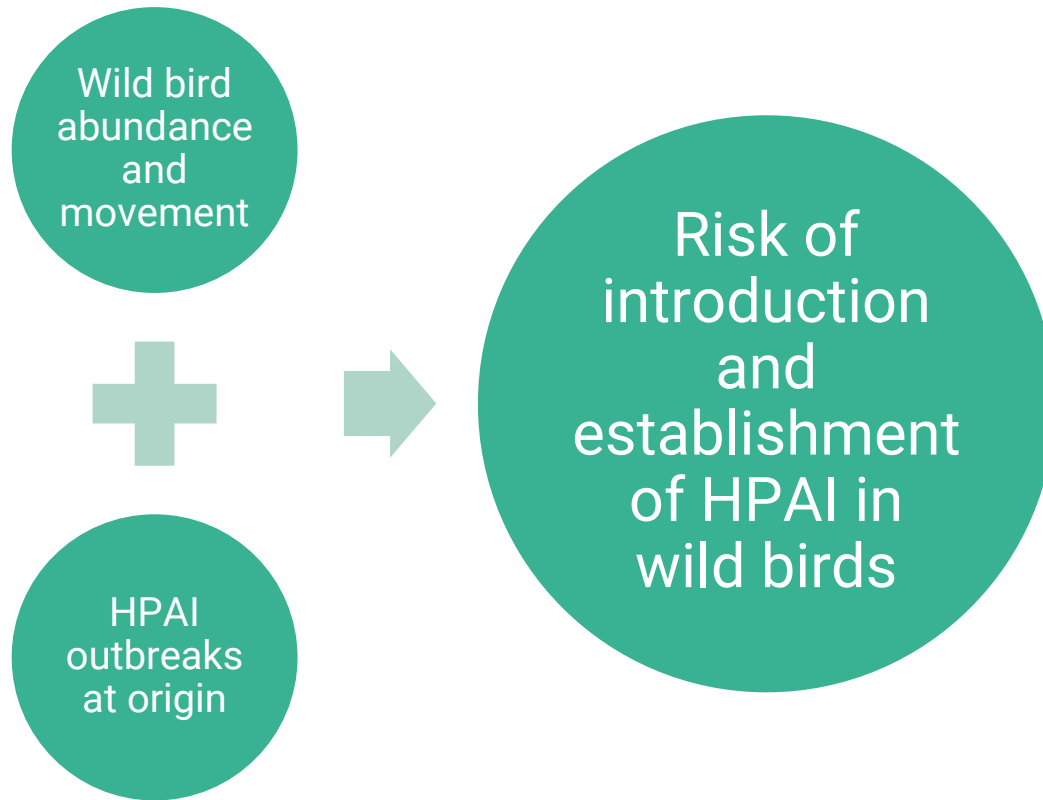 Wild bird
abundance
and
movement
HPAI
outbreaks
at origin
Risk of
introduction
and
establishment
of HPAI in
wild birds